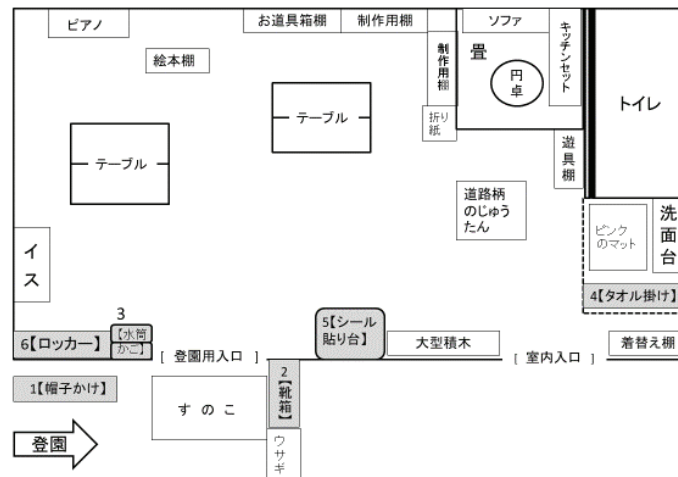 ピアノ
お道具箱棚
制作用棚
ソファ
キッチンセット
絵本棚
制作用棚
畳
円
卓
トイレ
テーブル
折り
紙
テーブル
遊具棚
道路柄
のじゅう
たん
ピンク
のマット
洗面台
イス
4【タオル掛け】
3
【水筒
かご】
6【ロッカー】
5【シール
貼り台】
大型積木
着替え棚
[ 登園用入口 ]
[ 室内入口 ]
1【帽子かけ】
2【靴箱】
すのこ
登園
ウサギ